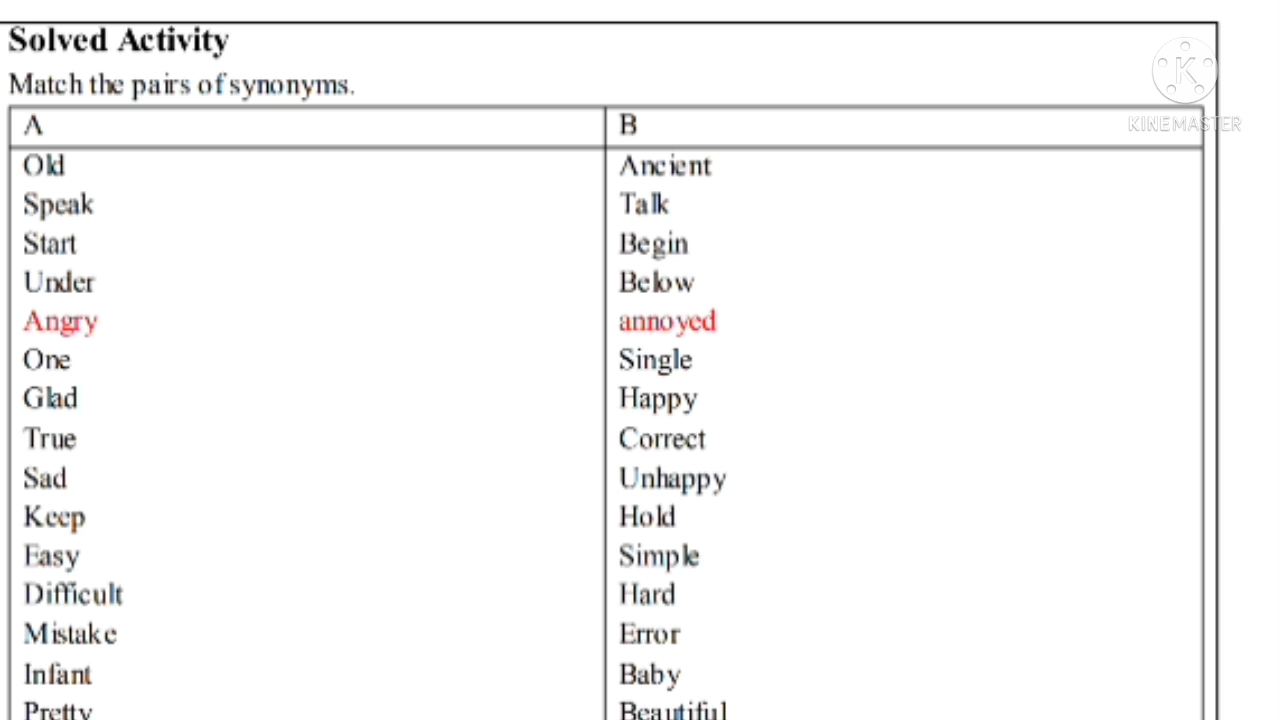 Solved Activity
Match the pairs of synonyms.
KINEMASTER
A B
Old Ancient
Speak Talk
Start Begin
Under Below
Angry annoyed
One Single
Glad Happy
True Correct
Sad Unhappy
Keep Hold
Easy Simple
Difficult Hard
Mistake Error
Infant Baby
Pretty Beautiful